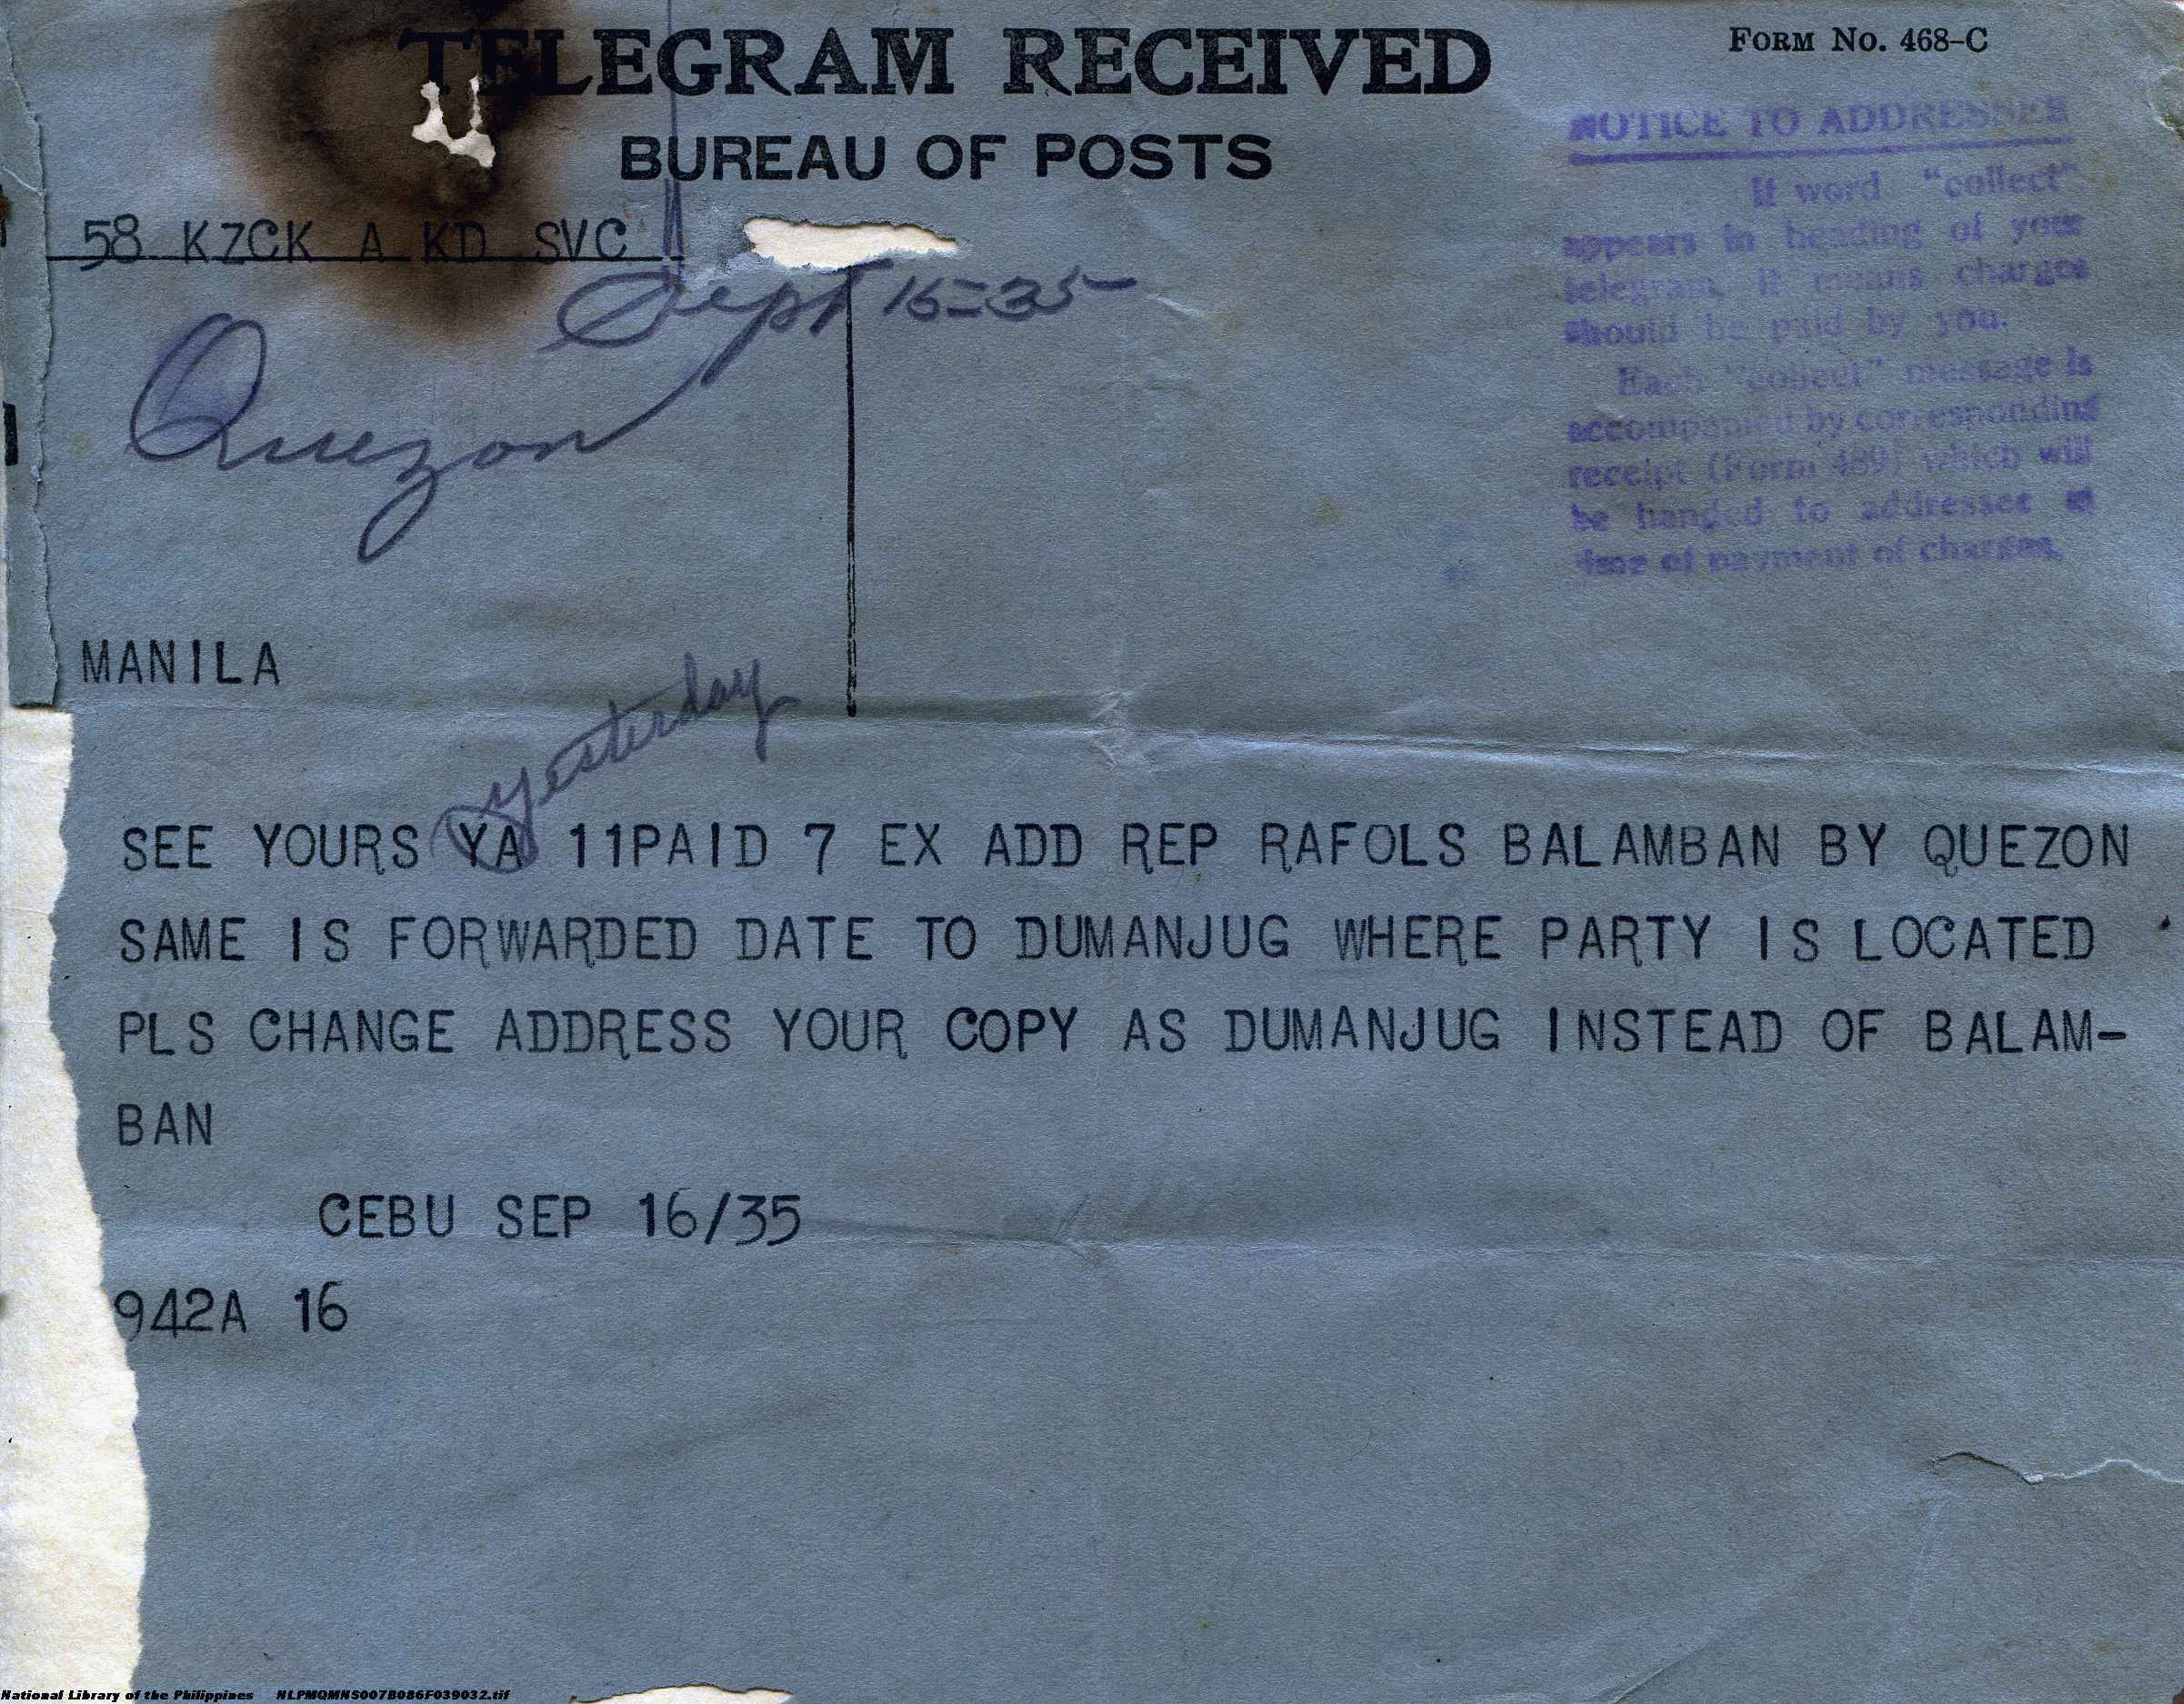 TELEGRAM RECEIVED
FORM No. 468-C
BUREAU OF POSTS
NOTICE TO ADDRESSEE
If word "collect"
appears in heading of your
telegram, it means charges
should be paid by you.
Each "collect" message is
accompanied by corresponding
receipt (Form 489) which will
be handed to addressee at
time of payment of charges.
58 KZCK A KD SVC
Sept 15-35
Quezon
MANILA
yesterday
SEE YOURS YA 11PAID 7 EX ADD REP RAFOLS BALAMBAN BY QUEZON
SAME IS FORWARDED DATE TO DUMANJUG WHERE PARTY IS LOCATED
PLS CHANGE ADDRESS YOUR COPY AS DUMANJUG INSTEAD OF BALAM-
BAN
CEBU SEP 16/35
942A 16
National Library of the Philippines NLPMQMNS007B086F039032.tif